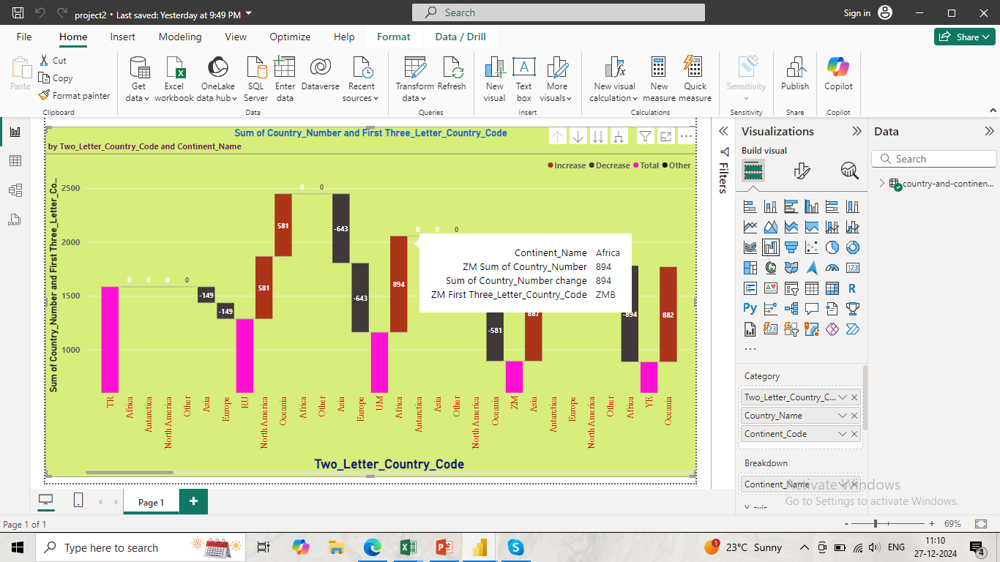 project2 • Last saved: Yesterday at 9:49 PM
Search
Sign in
File Home Insert Modeling View Optimize Help Format Data / Drill
Share
Paste
Cut
Copy
Format painter
Get data
Excel workbook
OneLake data hub
SQL Server
Enter data
Dataverse
Recent sources
Transform data
Refresh
New visual
Text box
More visuals
New visual calculation
New measure
Quick measure
Sensitivity
Publish
Copilot
Clipboard Data Queries Insert Calculations Sensitivity Share Copilot
Sum of Country_Number and First Three_Letter_Country_Code
by Two_Letter_Country_Code and Continent_Name
Increase Decrease Total Other
Sum of Country_Number and First Three_Letter_Co...
2500
2000
1500
1000
0 0 0 0
-149
-149
581
581
0 0
-643
-643
894
0 0 0
-581
887
-894
882
Continent_Name Africa
ZM Sum of Country_Number 894
Sum of Country_Number change 894
ZM First Three_Letter_Country_Code ZMB
TR
Africa
Antarctica
North America
Other
Asia
Europe
RU
North America
Oceania
Africa
Other
Asia
Europe
UM
Africa
Antarctica
Asia
Other
North America
Oceania
ZM
Asia
Antarctica
Europe
North America
Other
Africa
YE
Oceania
Two_Letter_Country_Code
Filters
Visualizations
Build visual
R
Py
123
Category
Two_Letter_Country_C...
Country_Name
Continent_Code
Breakdown
Continent_Name
Y-axis
Data
Search
country-and-continen...
Activate Windows
Go to Settings to activate Windows.
Page 1
Page 1 of 1
- + 69%
Type here to search
23°C Sunny
ENG
11:10
27-12-2024
4